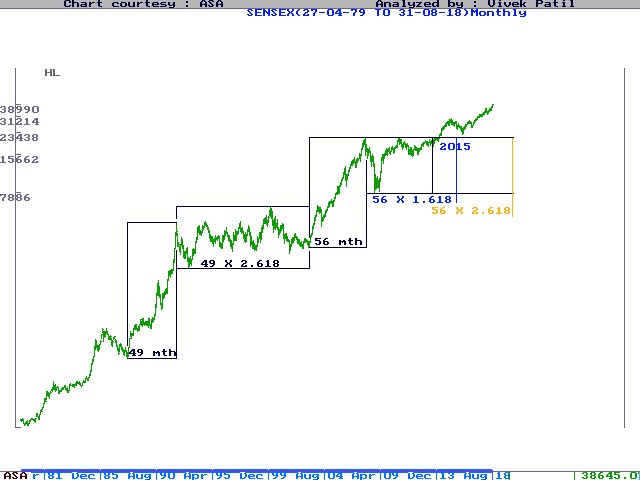 Chart courtesy : ASA Analyzed by : Vivek Patil
SENSEX(27-04-79 TO 31-08-18)Monthly
HL
38990
31214
23438
15662
7886
2015
56 X 1.618
56 X 2.618
56 mth
49 X 2.618
49 mth
ASA r 81 Dec 85 Aug 90 Apr 95 Dec 99 Aug 04 Apr 09 Dec 13 Aug 18 38645.0